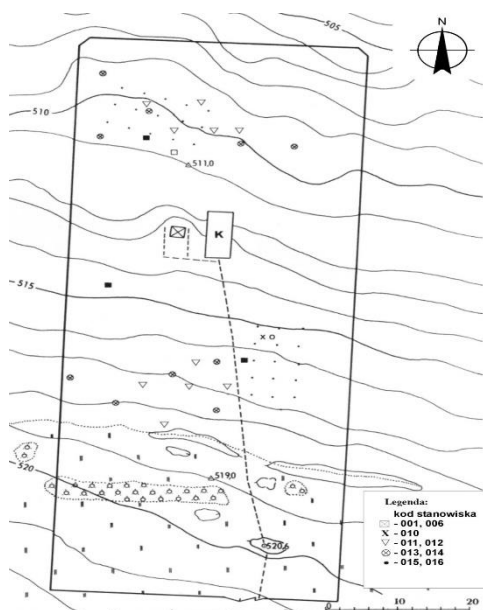 505
N
510
511,0
K
515
X
519,0
520
520,6
Legenda:
kod stanowiska
- 001, 006
X - 010
- 011, 012
- 013, 014
- 015, 016
0 10 20